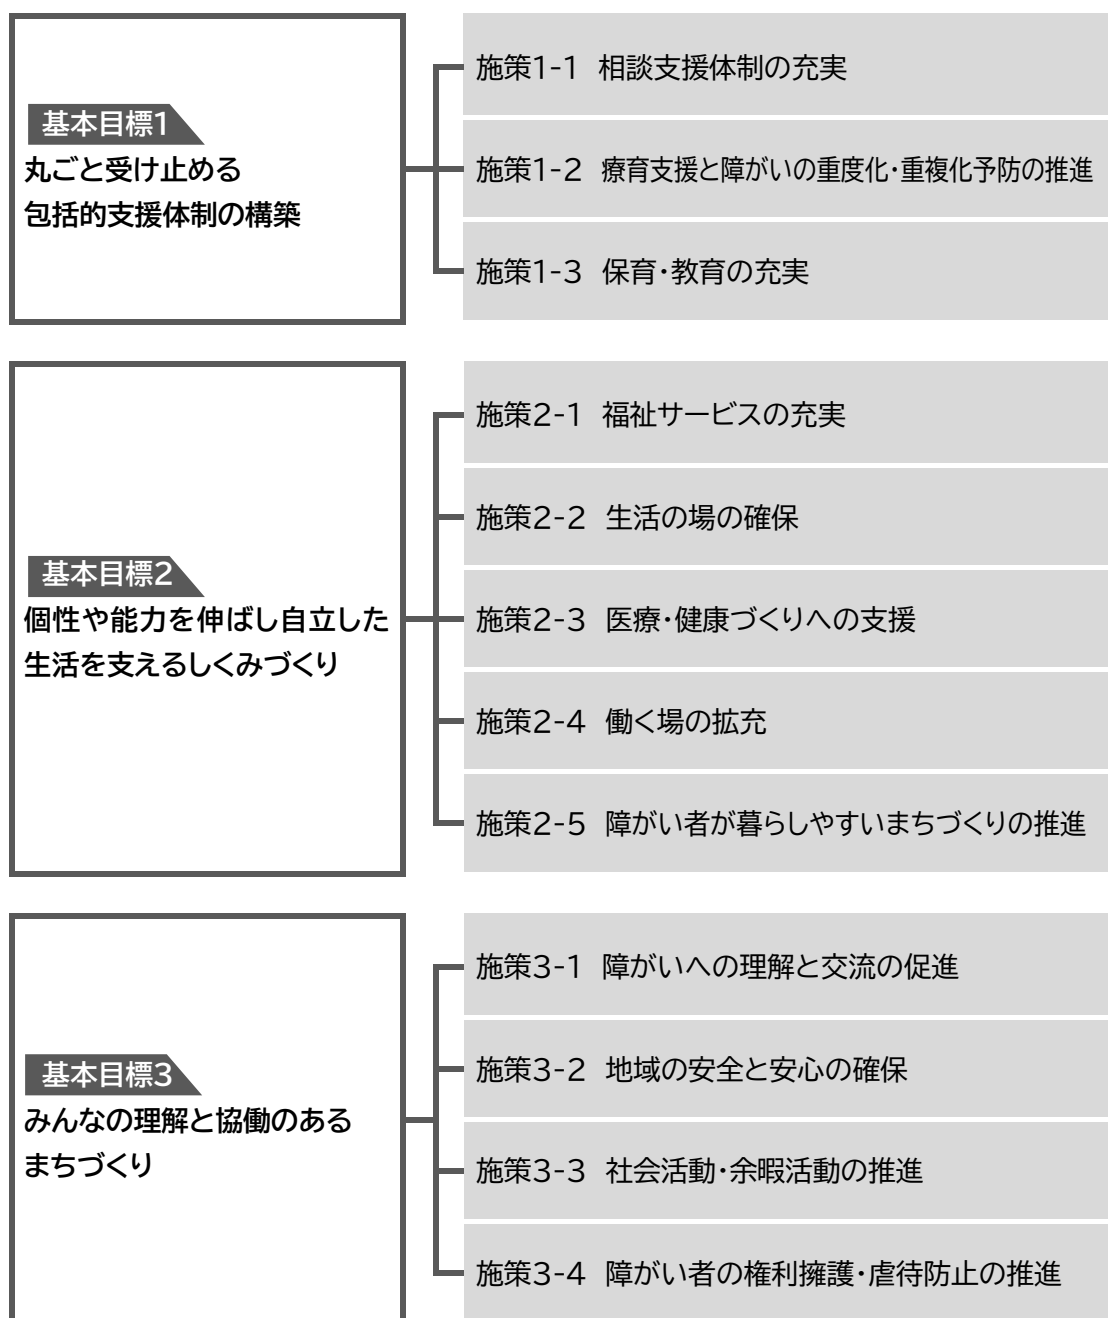 基本目標1
丸ごと受け止める
包括的支援体制の構築
施策1-1 相談支援体制の充実
施策1-2 療育支援と障がいの重度化・重複化予防の推進
施策1-3 保育・教育の充実
基本目標2
個性や能力を伸ばし自立した
生活を支えるしくみづくり
施策2-1 福祉サービスの充実
施策2-2 生活の場の確保
施策2-3 医療・健康づくりへの支援
施策2-4 働く場の拡充
施策2-5 障がい者が暮らしやすいまちづくりの推進
基本目標3
みんなの理解と協働のある
まちづくり
施策3-1 障がいへの理解と交流の促進
施策3-2 地域の安全と安心の確保
施策3-3 社会活動・余暇活動の推進
施策3-4 障がい者の権利擁護・虐待防止の推進